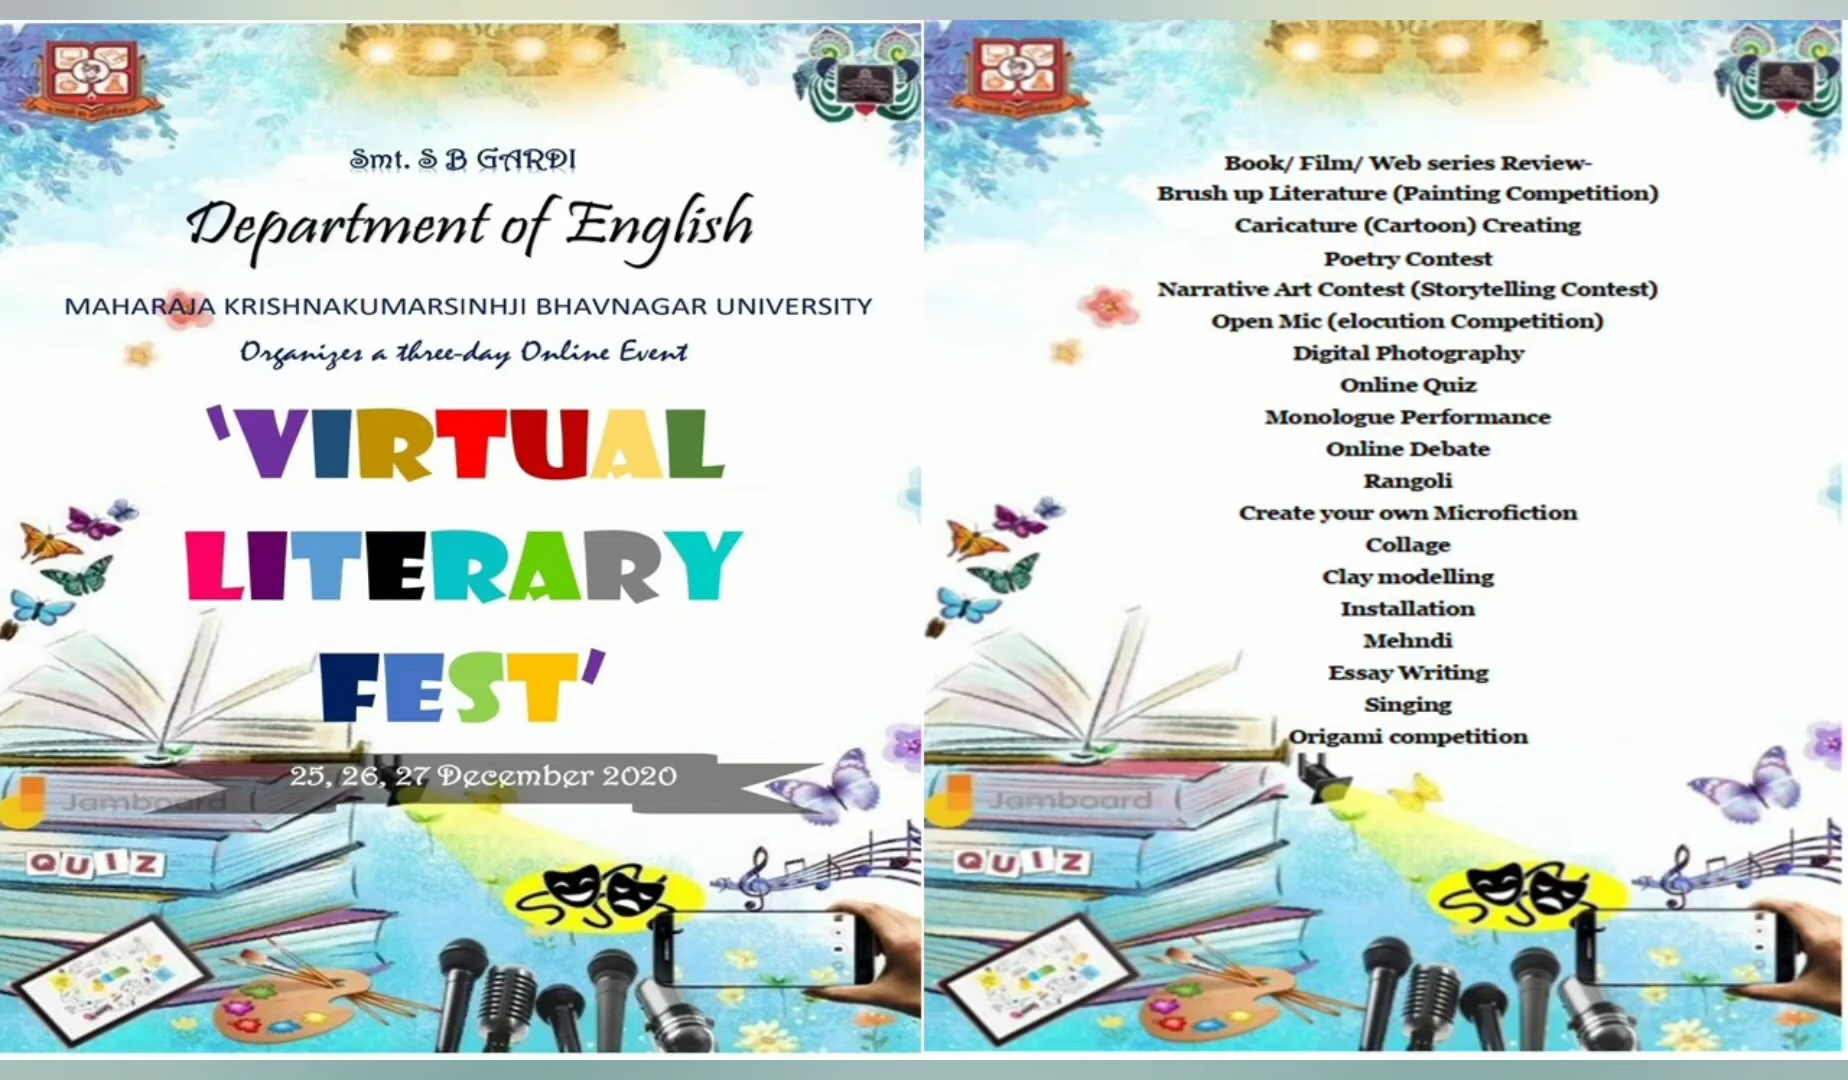 Smt. S B GARDI
Department of English
MAHARAJA KRISHNAKUMARSINHJI BHAVNAGAR UNIVERSITY
Organizes a three-day Online Event
'VIRTUAL
LITERARY
FEST'
25, 26, 27 December 2020
Jamboard
QUIZ
Book/ Film/ Web series Review-
Brush up Literature (Painting Competition)
Caricature (Cartoon) Creating
Poetry Contest
Narrative Art Contest (Storytelling Contest)
Open Mic (elocution Competition)
Digital Photography
Online Quiz
Monologue Performance
Online Debate
Rangoli
Create your own Microfiction
Collage
Clay modelling
Installation
Mehndi
Essay Writing
Singing
Origami competition
Jamboard
QUIZ